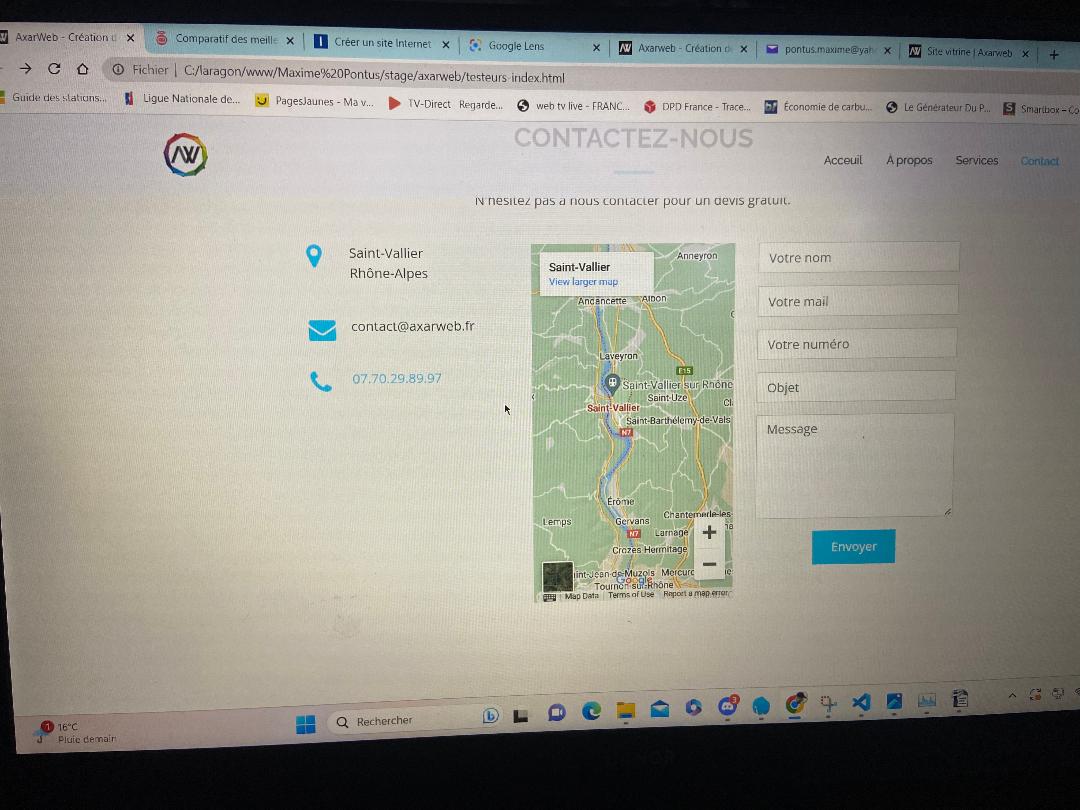 AxarWeb - Création d
Comparatif des meille
Créer un site Internet
Google Lens
Axarweb - Création de
pontus.maxime@yah
Site vitrine | Axarweb
Fichier | C:/laragon/www/Maxime%20Pontus/stage/axarweb/testeurs-index.html
Guide des stations...
Ligue Nationale de...
PagesJaunes - Ma v...
TV-Direct Regarde...
web tv live - FRANC...
DPD France - Trace...
Économie de carbu...
Le Générateur Du P...
Smartbox – Co
AW
CONTACTEZ-NOUS
Acceuil
À propos
Services
Contact
N'hésitez pas à nous contacter pour un devis gratuit.
Saint-Vallier
Rhône-Alpes
contact@axarweb.fr
07.70.29.89.97
Saint-Vallier
View larger map
Anneyron
Andancette
Albon
Laveyron
E15
Saint-Vallier sur Rhône
Saint-Uze
Saint-Vallier
Saint-Barthélemy-de-Vals
N7
Érôme
Lemps
Gervans
Chantemerle-les-
N7
Larnage
Crozes-Hermitage
int-Jean-de-Muzols
Mercuro
Google
Tournon-sur-Rhône
Map Data
Terms of Use
Report a map error
Votre nom
Votre mail
Votre numéro
Objet
Message
Envoyer
1
16°C
Pluie demain
Rechercher
3